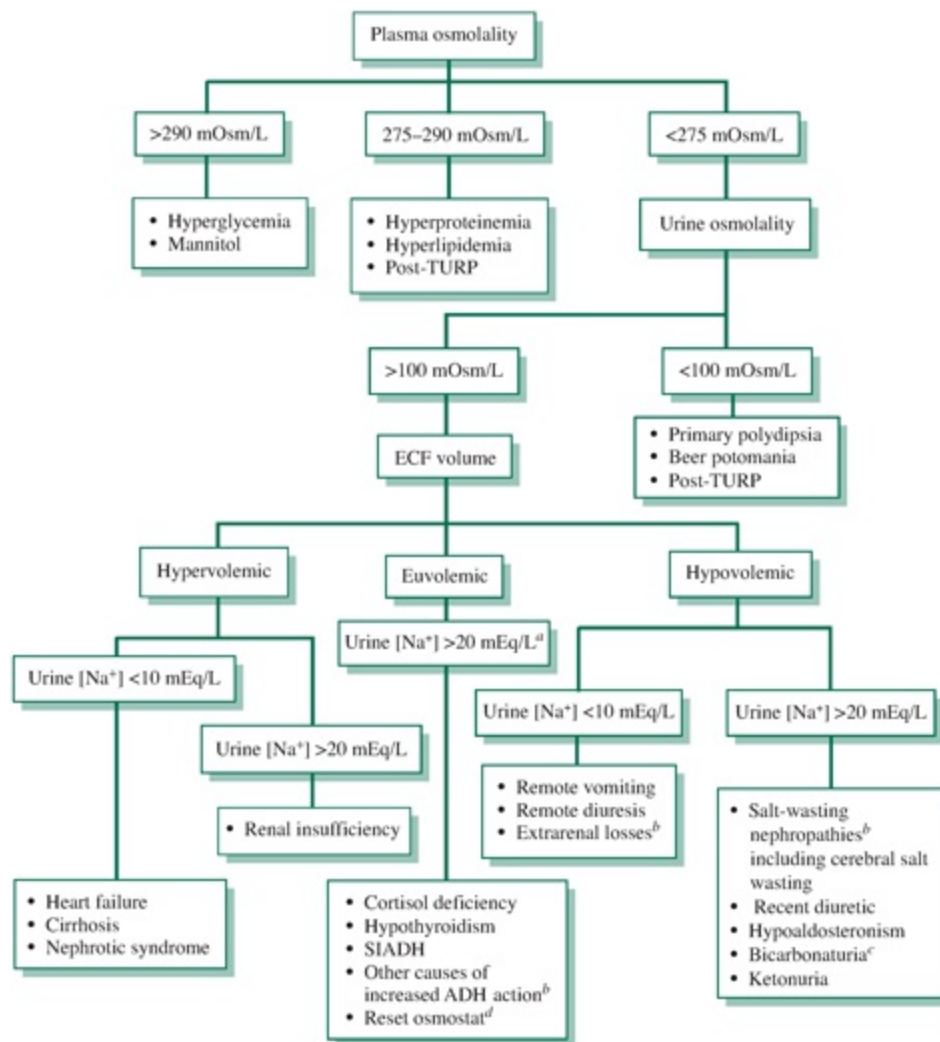 Plasma osmolality
>290 mOsm/L
275–290 mOsm/L
<275 mOsm/L
• Hyperglycemia
• Mannitol
• Hyperproteinemia
• Hyperlipidemia
• Post-TURP
Urine osmolality
>100 mOsm/L
<100 mOsm/L
• Primary polydipsia
• Beer potomania
• Post-TURP
ECF volume
Hypervolemic
Euvolemic
Hypovolemic
Urine [Na⁺] <10 mEq/L
Urine [Na⁺] >20 mEq/L
Urine [Na⁺] >20 mEq/Lᵃ
Urine [Na⁺] <10 mEq/L
Urine [Na⁺] >20 mEq/L
• Renal insufficiency
• Remote vomiting
• Remote diuresis
• Extrarenal lossesᵇ
• Heart failure
• Cirrhosis
• Nephrotic syndrome
• Cortisol deficiency
• Hypothyroidism
• SIADH
• Other causes of
increased ADH actionᵇ
• Reset osmostatᵈ
• Salt-wasting
nephropathiesᵇ
including cerebral salt
wasting
• Recent diuretic
• Hypoaldosteronism
• Bicarbonaturiaᶜ
• Ketonuria